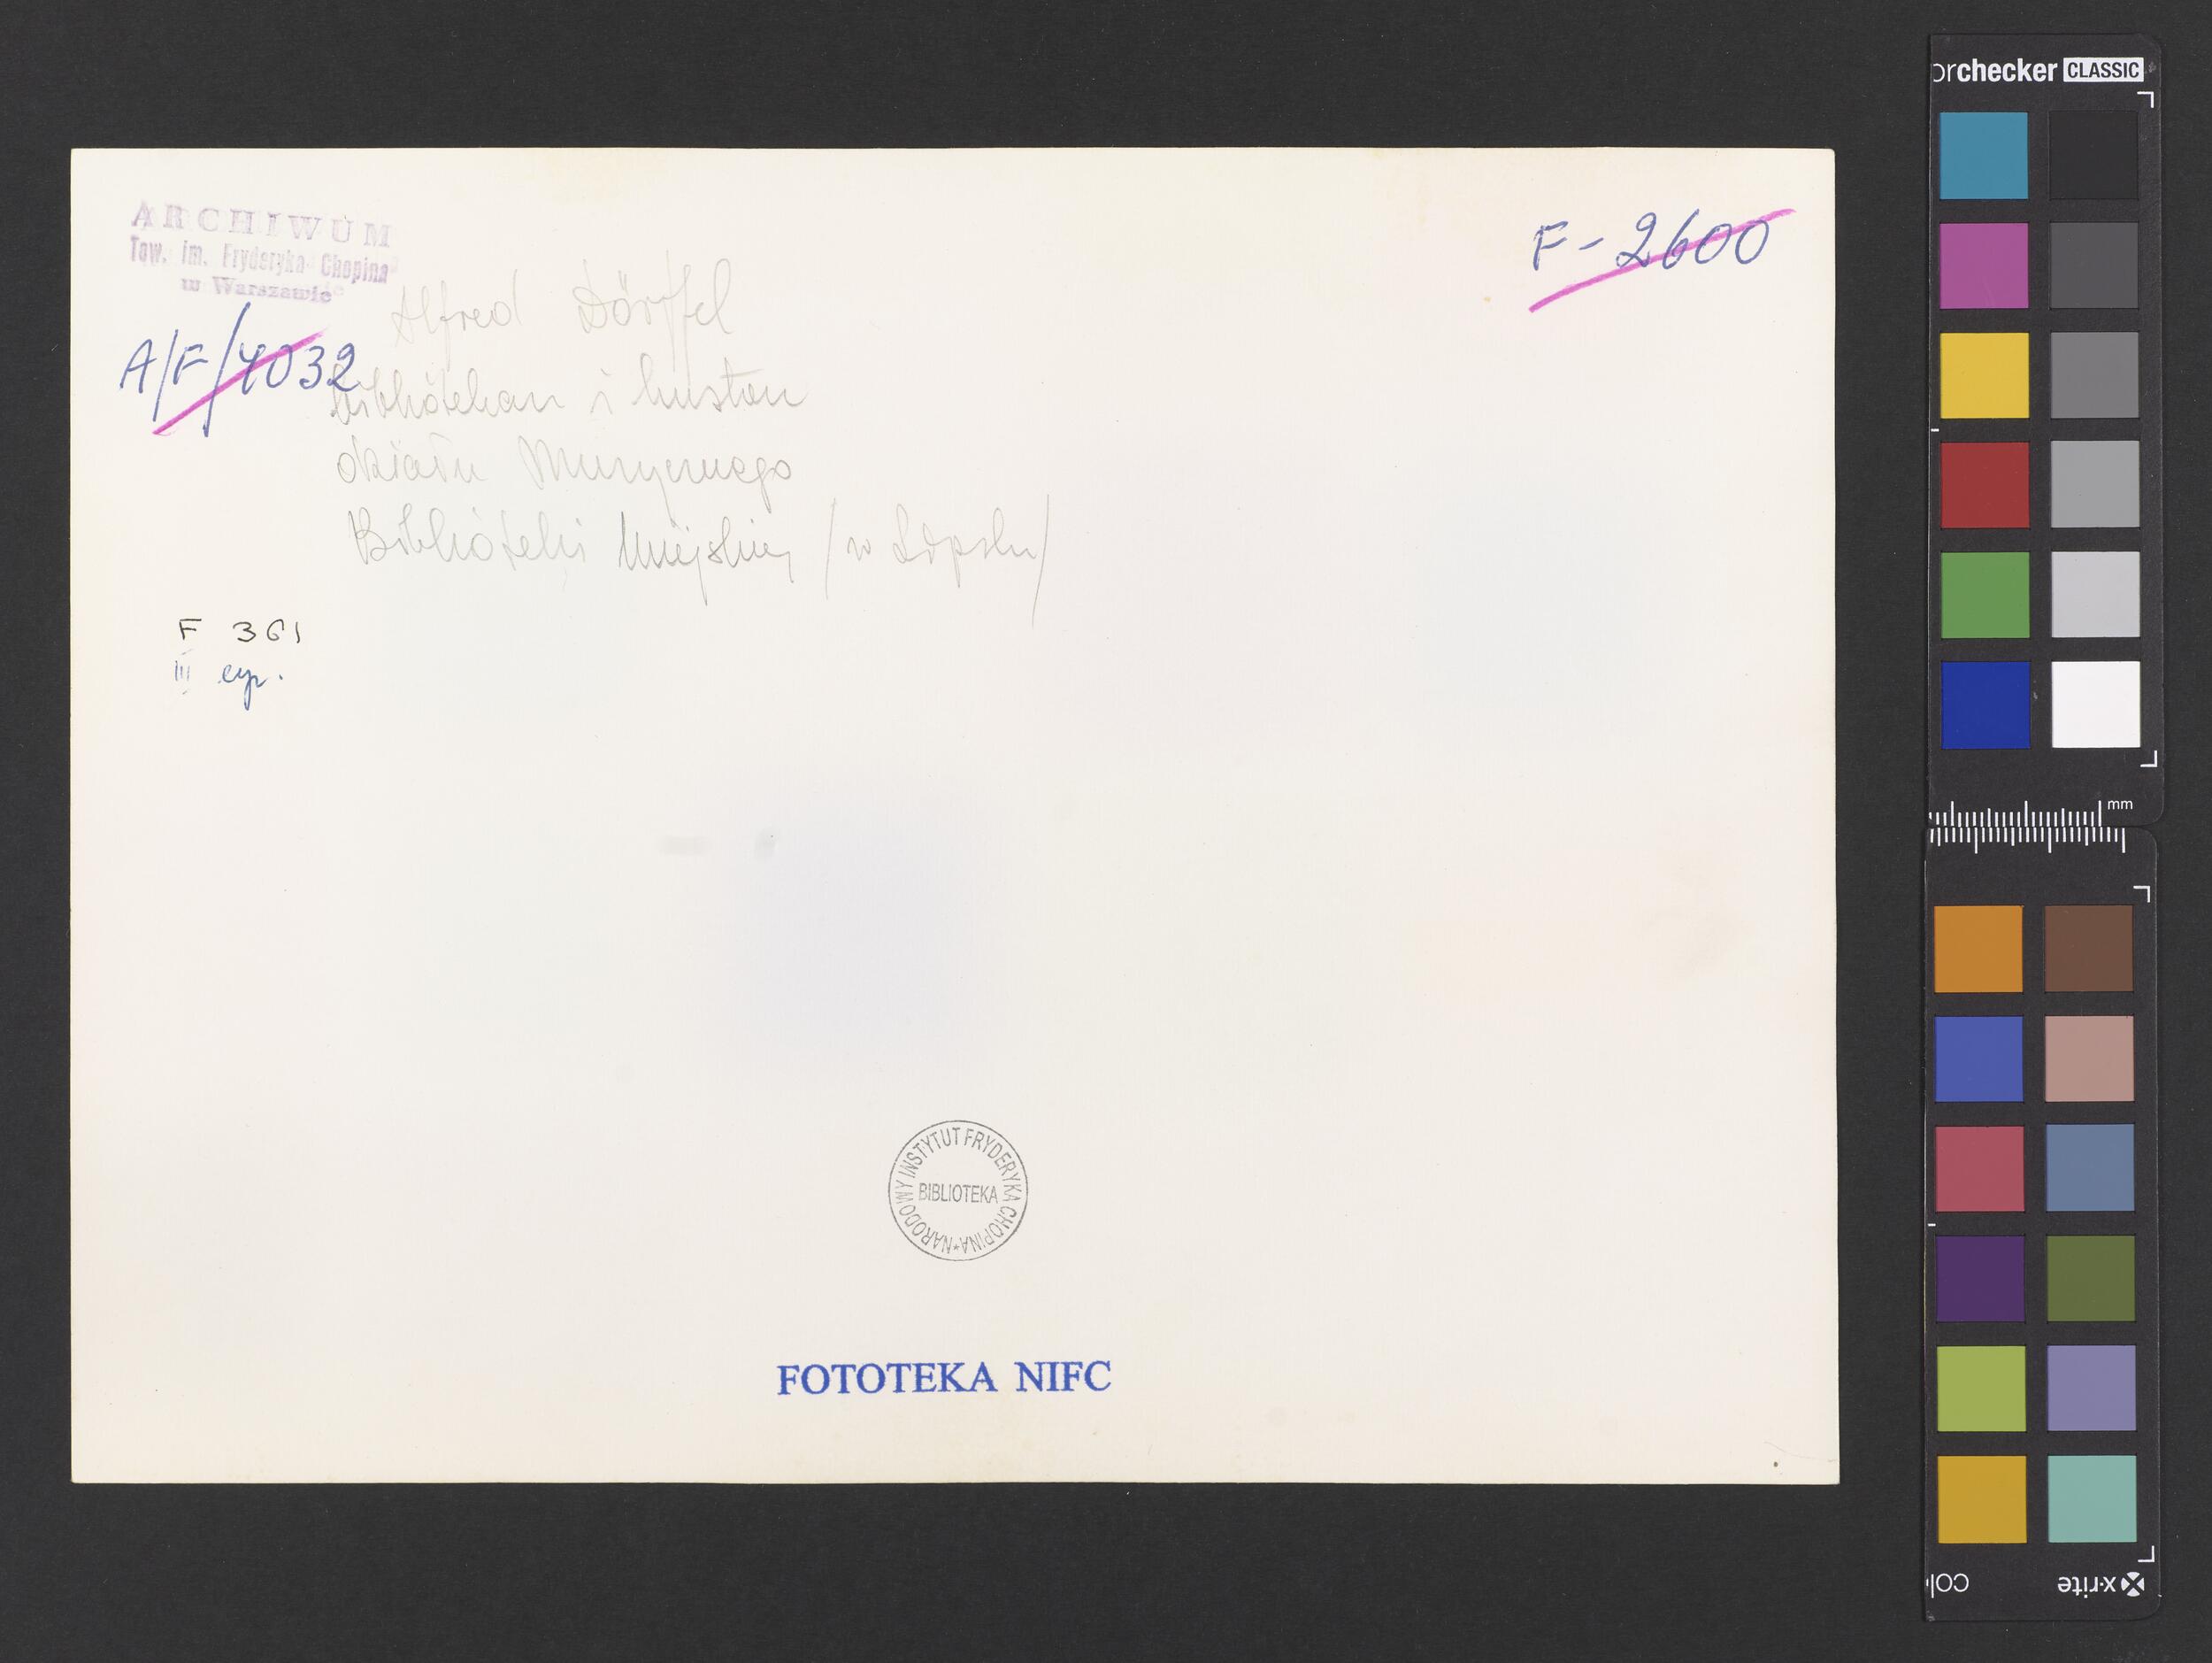 ARCHIWUM
Tow. im. Fryderyka Chopina
w Warszawie
F-2600
A/F/4032
Alfred Dörffel
bibliotekarz i kustosz
działu Muzycznego
Biblioteki Miejskiej (w Lipsku)
F 361
III egz.
NARODOWY INSTYTUT FRYDERYKA CHOPINA *
BIBLIOTEKA
FOTOTEKA NIFC
orchecker CLASSIC
mm
x-rite
col